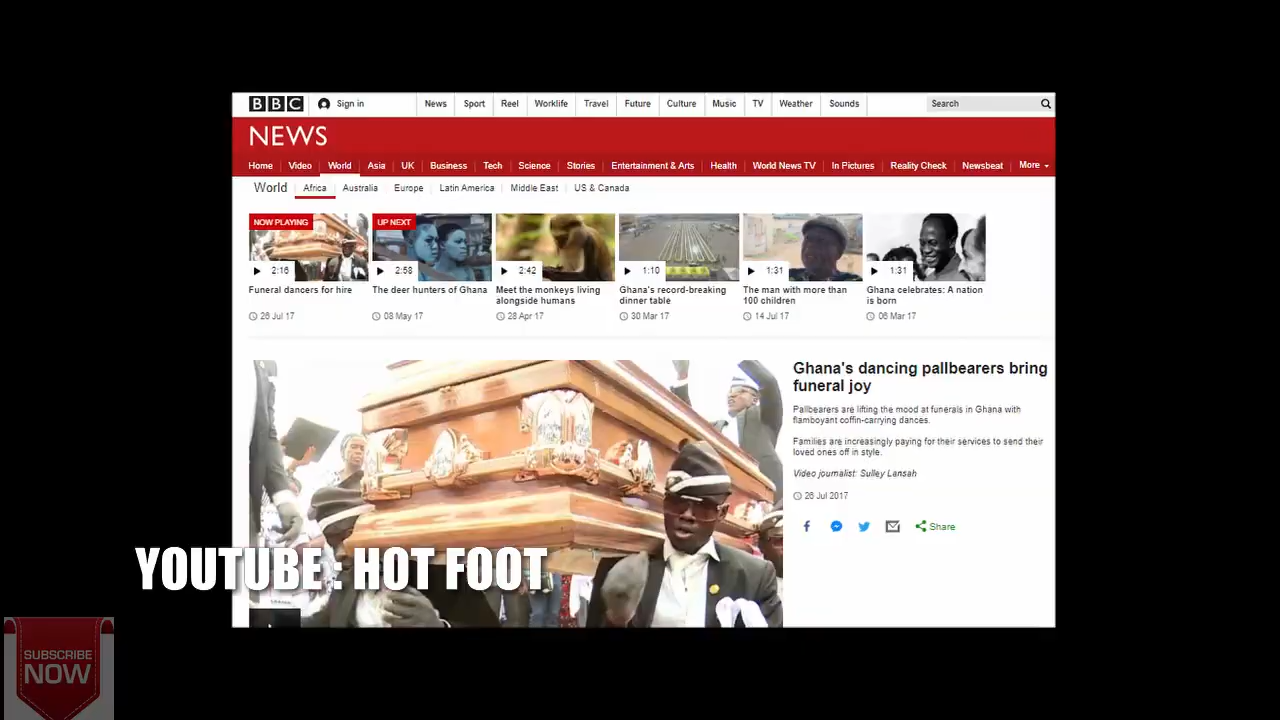 BBC Sign in News Sport Reel Worklife Travel Future Culture Music TV Weather Sounds Search
NEWS
Home Video World Asia UK Business Tech Science Stories Entertainment & Arts Health World News TV In Pictures Reality Check Newsbeat More
World Africa Australia Europe Latin America Middle East US & Canada
NOW PLAYING
2:16
Funeral dancers for hire
26 Jul 17
UP NEXT
2:58
The deer hunters of Ghana
08 May 17
2:42
Meet the monkeys living
alongside humans
28 Apr 17
1:10
Ghana's record-breaking
dinner table
30 Mar 17
1:31
The man with more than
100 children
14 Jul 17
1:31
Ghana celebrates: A nation
is born
06 Mar 17
Ghana's dancing pallbearers bring
funeral joy
Pallbearers are lifting the mood at funerals in Ghana with
flamboyant coffin-carrying dances.
Families are increasingly paying for their services to send their
loved ones off in style.
Video journalist: Sulley Lansah
26 Jul 2017
Share
YOUTUBE : HOT FOOT
SUBSCRIBE
NOW